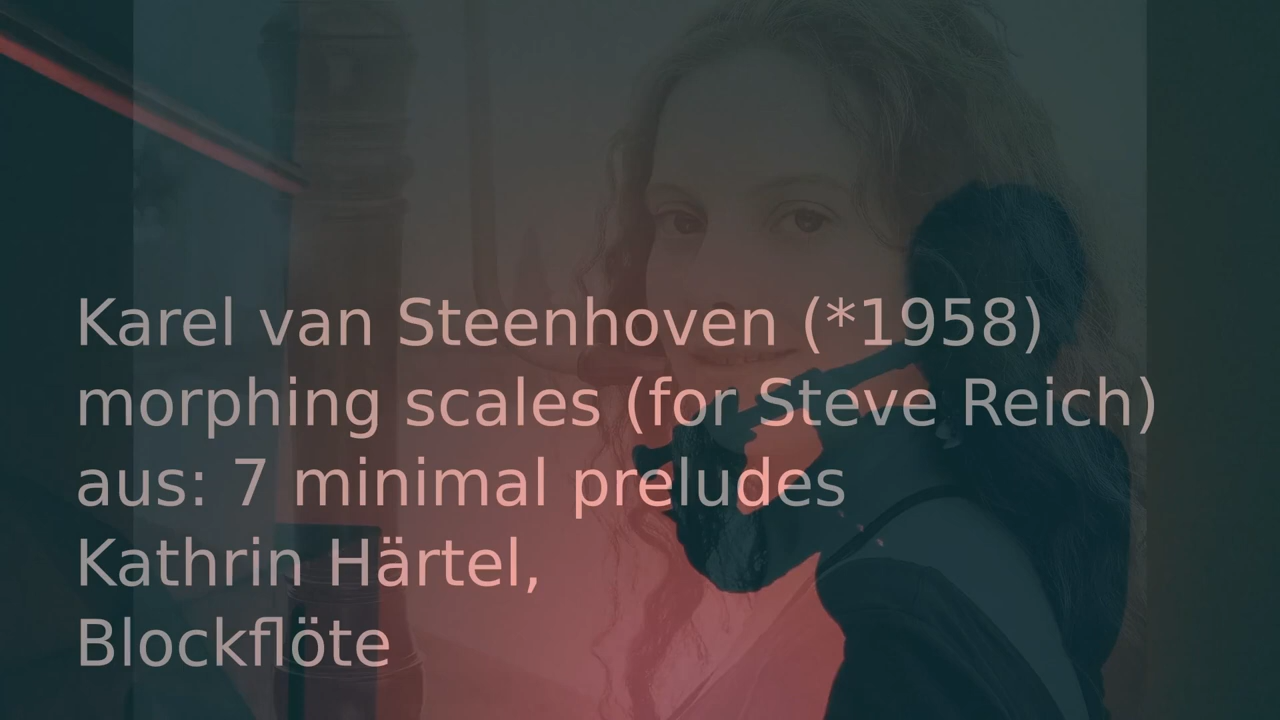 Karel van Steenhoven (*1958)
morphing scales (for Steve Reich)
aus: 7 minimal preludes
Kathrin Härtel,
Blockflöte